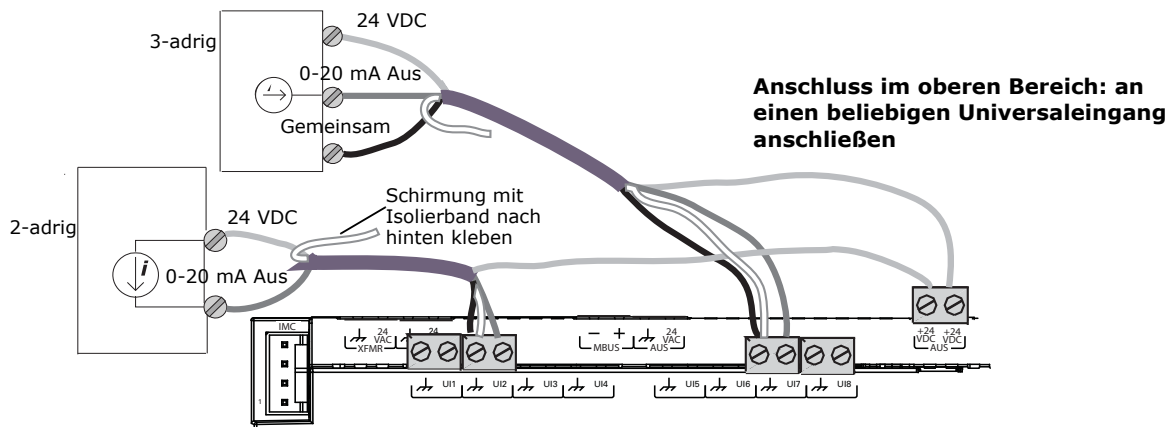 24 VDC
3-adrig
0-20 mA Aus
Gemeinsam
Anschluss im oberen Bereich: an
einen beliebigen Universaleingang
anschließen
Schirmung mit
Isolierband nach
hinten kleben
24 VDC
2-adrig
i
0-20 mA Aus
IMC
1
24
VAC
XFMR
24
MBUS
24
VAC
AUS
+24
VDC
+24
VDC
AUS
UI1
UI2
UI3
UI4
UI5
UI6
UI7
UI8